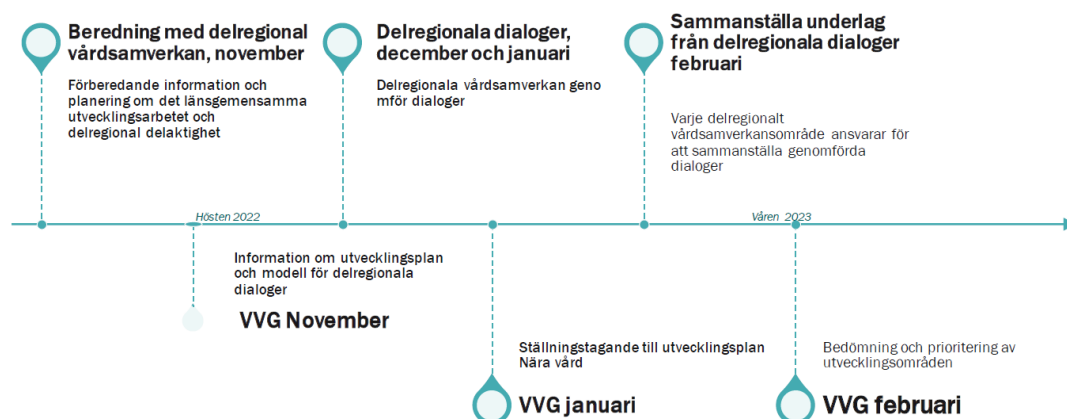 Beredning med delregional
vårdsamverkan, november
Förberedande information och
planering om det länsgemensamma
utvecklingsarbetet och
delregional delaktighet
Delregionala dialoger,
december och januari
Delregionala vårdsamverkan geno
mför dialoger
Sammanställa underlag
från delregionala dialoger
februari
Varje delregionalt
vårdsamverkansområde ansvarar för
att sammanställa genomförda
dialoger
Hösten 2022
Våren 2023
Information om utvecklingsplan
och modell för delregionala
dialoger
VVG November
Ställningstagande till utvecklingsplan
Nära vård
VVG januari
Bedömning och prioritering av
utvecklingsområden
VVG februari